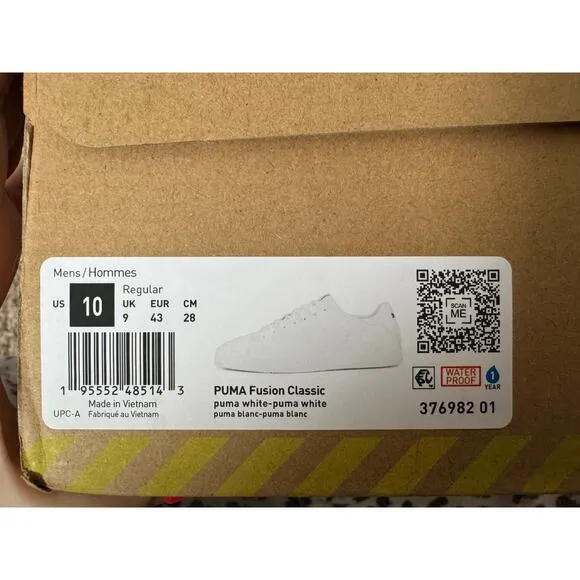 Mens / Hommes
Regular
US 10 UK EUR CM
9 43 28
1 95552 48514 3
UPC-A Made in Vietnam
Fabriqué au Vietnam
PUMA Fusion Classic
puma white-puma white
puma blanc-puma blanc
SCAN
ME
WATER
PROOF
1
YEAR
376982 01